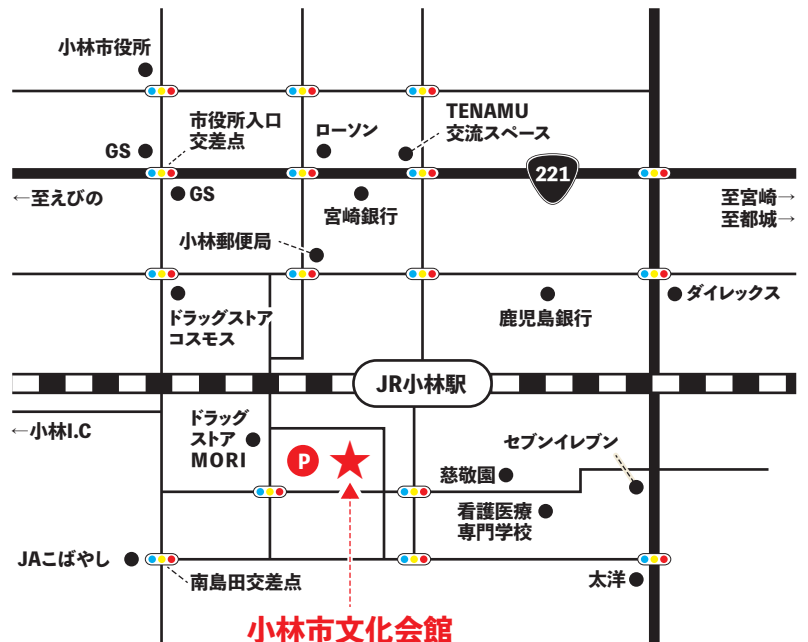 小林市役所
市役所入口
交差点
ローソン
TENAMU
交流スペース
GS
221
←至えびの
GS
宮崎銀行
至宮崎→
至都城→
小林郵便局
ドラッグストア
コスモス
鹿児島銀行
ダイレックス
JR小林駅
←小林I.C
ドラッグ
ストア
MORI
P
セブンイレブン
慈敬園
看護医療
専門学校
JAこばやし
南島田交差点
太洋
小林市文化会館